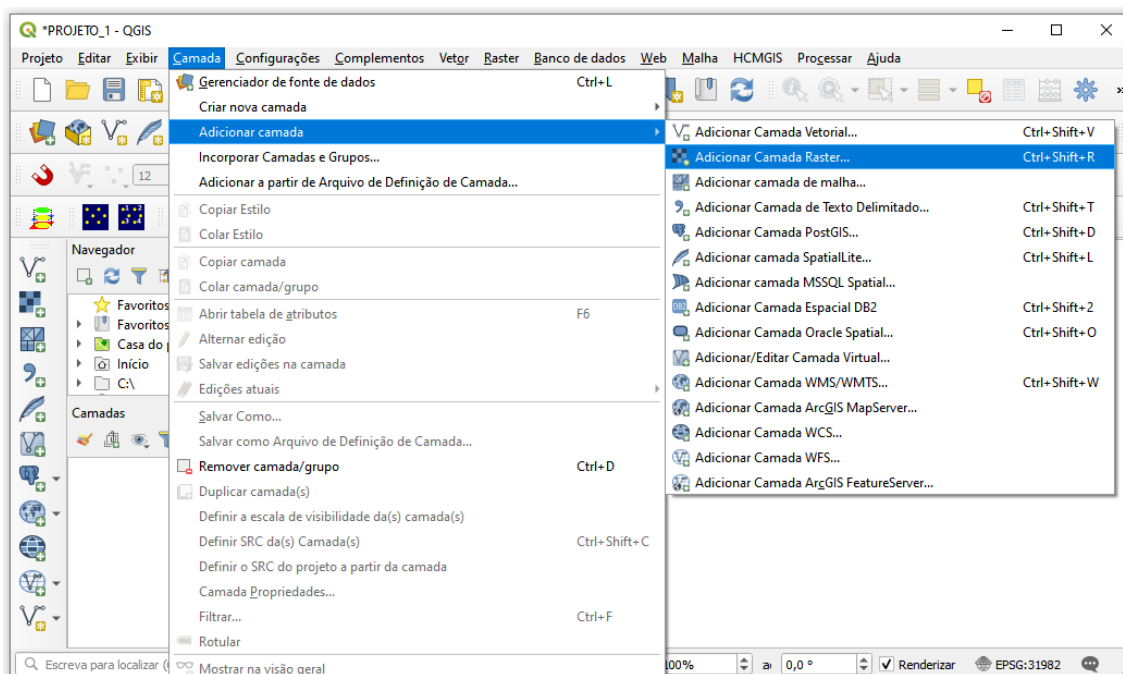 *PROJETO_1 - QGIS
Projeto Editar Exibir Camada Configurações Complementos Vetor Raster Banco de dados Web Malha HCMGIS Processar Ajuda
Gerenciador de fonte de dados Ctrl+L
Criar nova camada
Adicionar camada
Incorporar Camadas e Grupos...
Adicionar a partir de Arquivo de Definição de Camada...
Copiar Estilo
Colar Estilo
Copiar camada
Colar camada/grupo
Abrir tabela de atributos F6
Alternar edição
Salvar edições na camada
Edições atuais
Salvar Como...
Salvar como Arquivo de Definição de Camada...
Remover camada/grupo Ctrl+D
Duplicar camada(s)
Definir a escala de visibilidade da(s) camada(s)
Definir SRC da(s) Camada(s) Ctrl+Shift+C
Definir o SRC do projeto a partir da camada
Camada Propriedades...
Filtrar... Ctrl+F
Rotular
Mostrar na visão geral
Adicionar Camada Vetorial... Ctrl+Shift+V
Adicionar Camada Raster... Ctrl+Shift+R
Adicionar camada de malha...
Adicionar Camada de Texto Delimitado... Ctrl+Shift+T
Adicionar Camada PostGIS... Ctrl+Shift+D
Adicionar camada SpatialLite... Ctrl+Shift+L
Adicionar camada MSSQL Spatial...
Adicionar Camada Espacial DB2 Ctrl+Shift+2
Adicionar Camada Oracle Spatial... Ctrl+Shift+O
Adicionar/Editar Camada Virtual...
Adicionar Camada WMS/WMTS... Ctrl+Shift+W
Adicionar Camada ArcGIS MapServer...
Adicionar Camada WCS...
Adicionar Camada WFS...
Adicionar Camada ArcGIS FeatureServer...
12
Navegador
Favoritos
Favoritos
Casa do
Início
C:\
Camadas
Escreva para localizar (
100% 0,0 ° Renderizar EPSG:31982